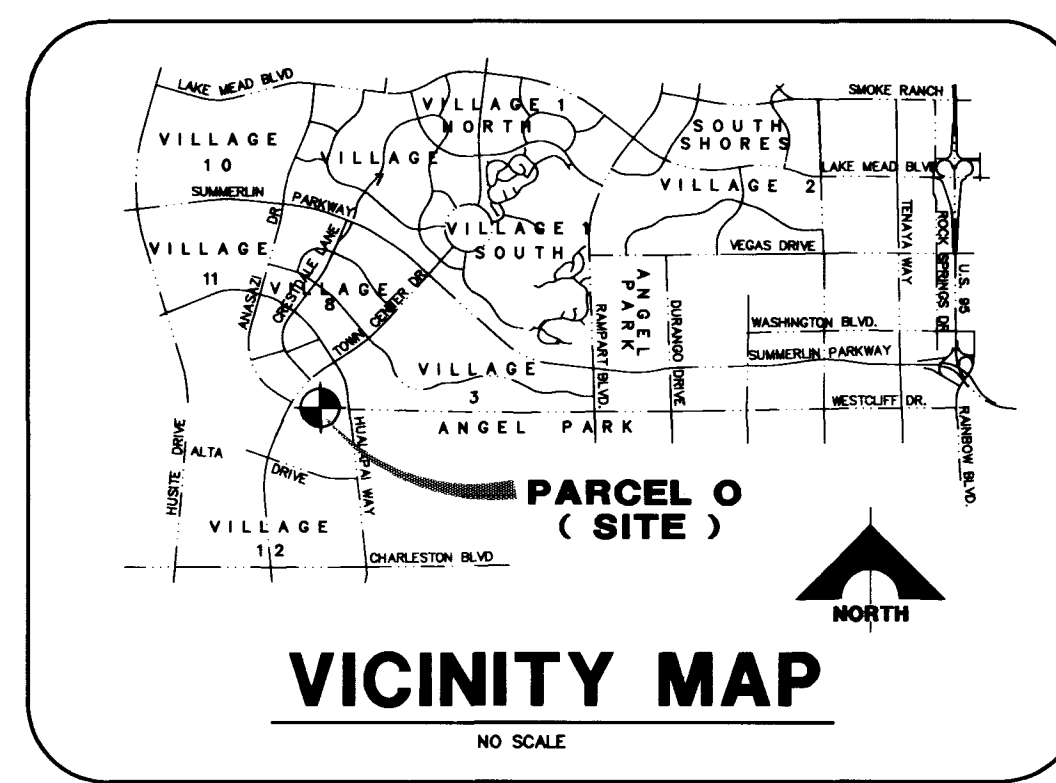 LAKE MEAD BLVD
SMOKE RANCH
VILLAGE 1
NORTH
SOUTH
SHORES
VILLAGE
10
VILLAGE
7
LAKE MEAD BLVD
VILLAGE 2
SUMMERLIN PARKWAY
DR
ANASAZI
TENAYA WAY
ROCK SPRINGS DR.
U.S. 95
VILLAGE 1
SOUTH
VILLAGE
11
CRESTDALE LANE
VEGAS DRIVE
VILLAGE
8
TOWN CENTER DR.
ANGEL
PARK
RAMPART BLVD.
DURANGO DRIVE
WASHINGTON BLVD.
SUMMERLIN PARKWAY
VILLAGE
3
WESTCLIFF DR.
RAINBOW BLVD.
ANGEL PARK
HUSITE DRIVE
ALTA
DRIVE
HUALAPAI WAY
PARCEL O
( SITE )
VILLAGE
12
CHARLESTON BLVD
NORTH
VICINITY MAP
NO SCALE